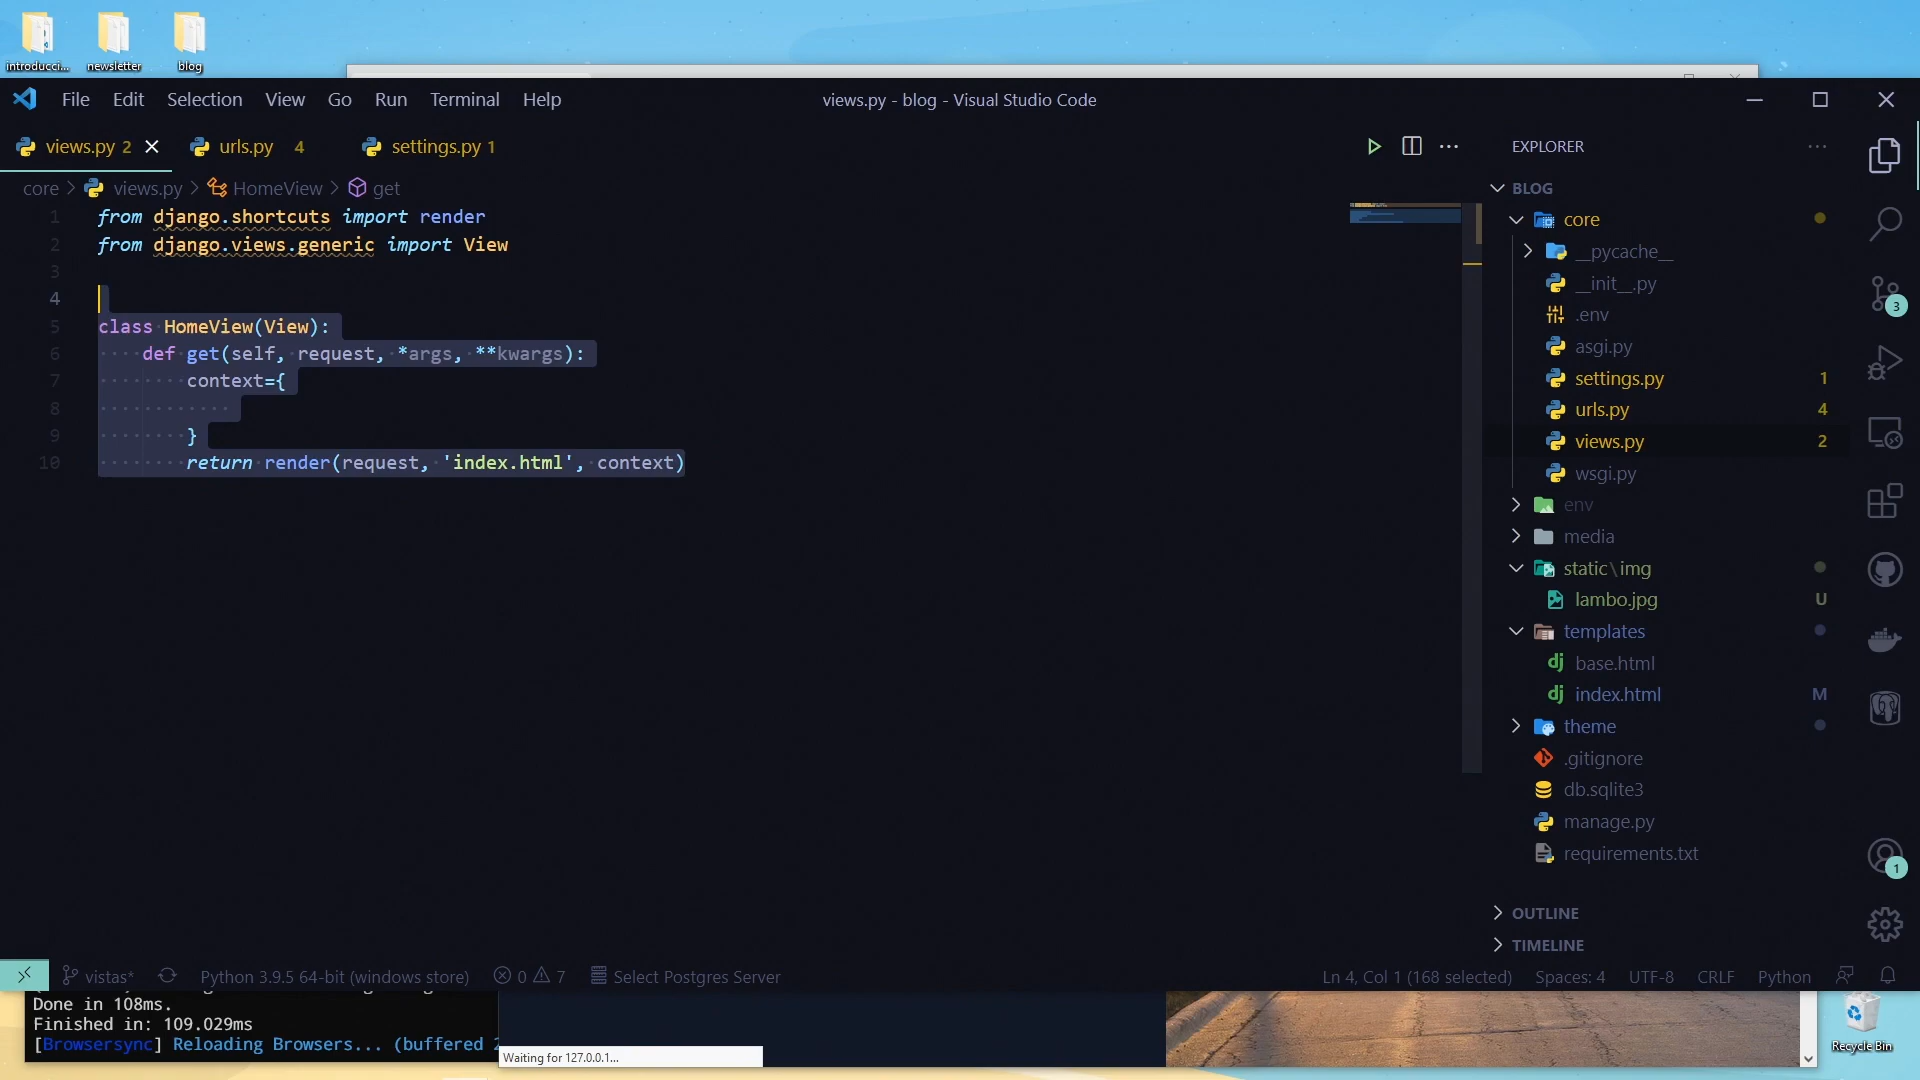 introducci...
newsletter
blog
File Edit Selection View Go Run Terminal Help
views.py - blog - Visual Studio Code
views.py 2
urls.py 4
settings.py 1
core > views.py > HomeView > get
1 from django.shortcuts import render
2 from django.views.generic import View
3
4
5 class HomeView(View):
6 ····def get(self, request, *args, **kwargs):
7 ········context={
8 ············
9 ········}
10 ········return render(request, 'index.html', context)
EXPLORER
BLOG
core
__pycache__
__init__.py
.env
asgi.py
settings.py 1
urls.py 4
views.py 2
wsgi.py
env
media
static\img
lambo.jpg U
templates
base.html
index.html M
theme
.gitignore
db.sqlite3
manage.py
requirements.txt
OUTLINE
TIMELINE
3
1
vistas* Python 3.9.5 64-bit (windows store) 0 7 Select Postgres Server
Ln 4, Col 1 (168 selected) Spaces: 4 UTF-8 CRLF Python
Done in 108ms.
Finished in: 109.029ms
[Browsersync] Reloading Browsers... (buffered
Waiting for 127.0.0.1...
Recycle Bin